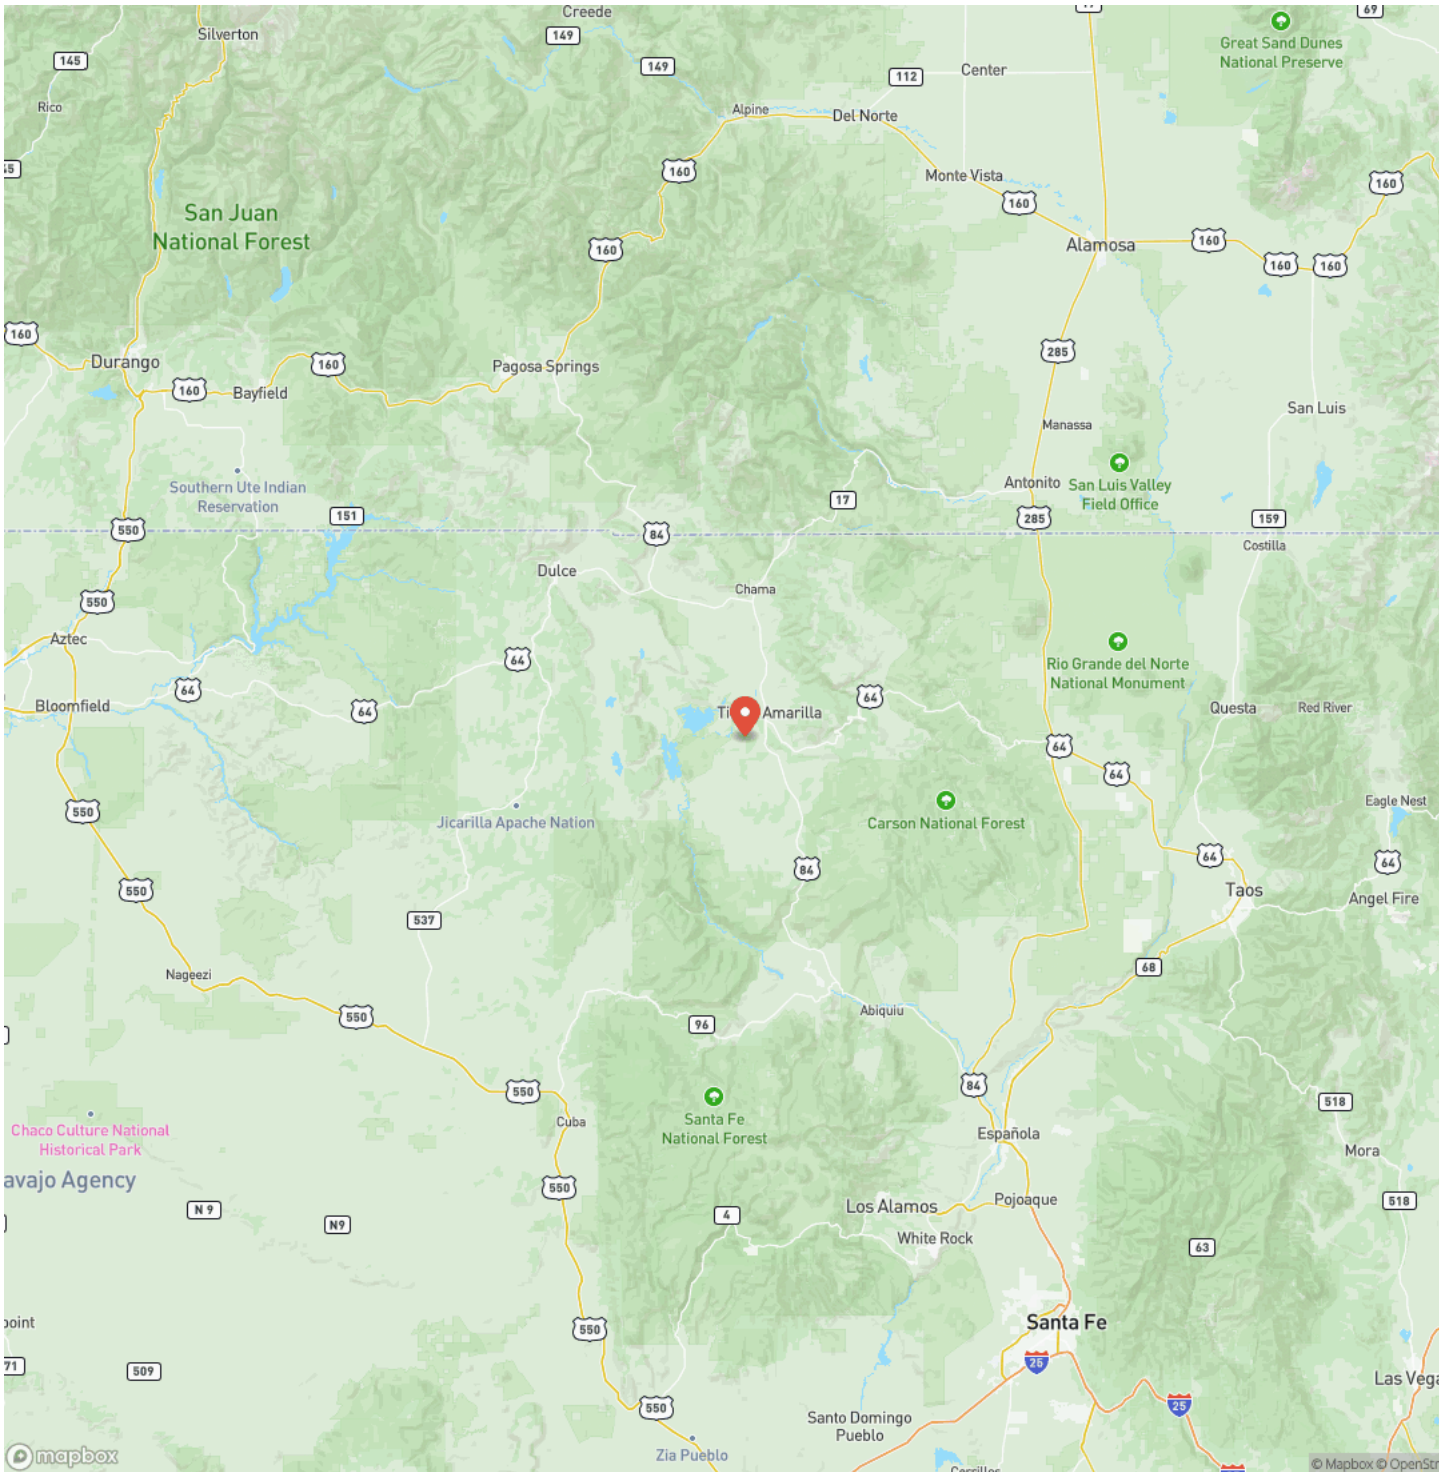 Creede
Silverton
149
69
145
Great Sand Dunes
National Preserve
149
112
Center
Rico
Alpine
Del Norte
160
Monte Vista
160
160
San Juan
National Forest
160
Alamosa
160
160
160
160
285
Durango
160
Pagosa Springs
160
Bayfield
San Luis
Manassa
Southern Ute Indian
Reservation
Antonito
San Luis Valley
Field Office
17
151
285
159
550
84
Costilla
Dulce
Chama
550
Aztec
64
Rio Grande del Norte
National Monument
64
64
64
Bloomfield
Amarilla
Questa
Red River
64
64
Carson National Forest
Eagle Nest
550
Jicarilla Apache Nation
64
84
64
550
Taos
Angel Fire
537
68
Nageezi
550
96
Abiquiu
84
550
Santa Fe
National Forest
518
Cuba
Chaco Culture National
Historical Park
Española
Mora
avajo Agency
550
Los Alamos
Pojoaque
518
N 9
N9
4
White Rock
63
point
550
Santa Fe
71
509
25
Las Vega
550
25
Santo Domingo
Pueblo
Zia Pueblo
mapbox
© Mapbox © OpenStr